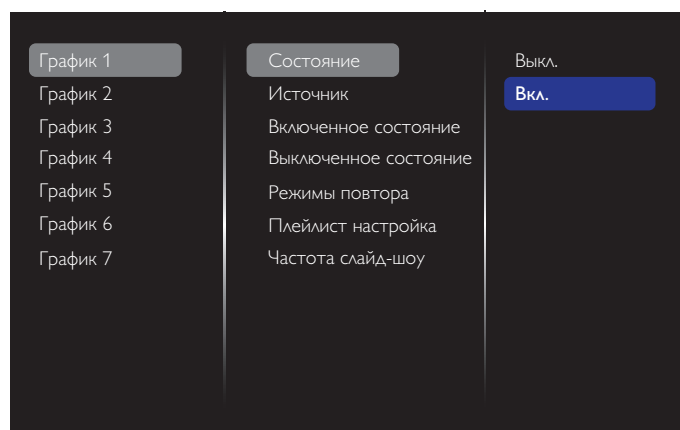 График 1
График 2
График 3
График 4
График 5
График 6
График 7
Состояние
Источник
Включенное состояние
Выключенное состояние
Режимы повтора
Плейлист настройка
Частота слайд-шоу
Выкл.
Вкл.